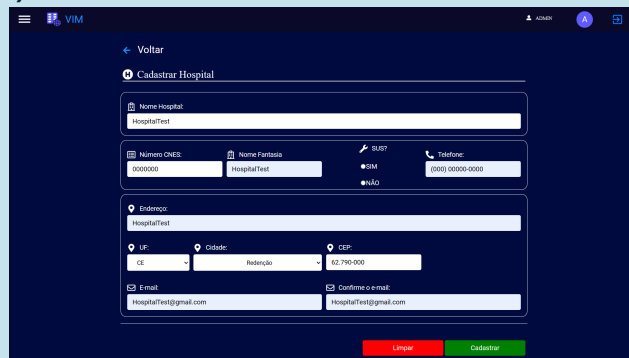 VIM
ADMIN
A
Voltar
H Cadastrar Hospital
Nome Hospital:
HospitalTest
Número CNES:
0000000
Nome Fantasia
HospitalTest
SUS?
SIM
NÃO
Telefone:
(000) 00000-0000
Endereço:
HospitalTest
UF:
CE
Cidade:
Redenção
CEP:
62.790-000
E-mail:
HospitalTest@gmail.com
Confirme o e-mail:
HospitalTest@gmail.com
Limpar
Cadastrar